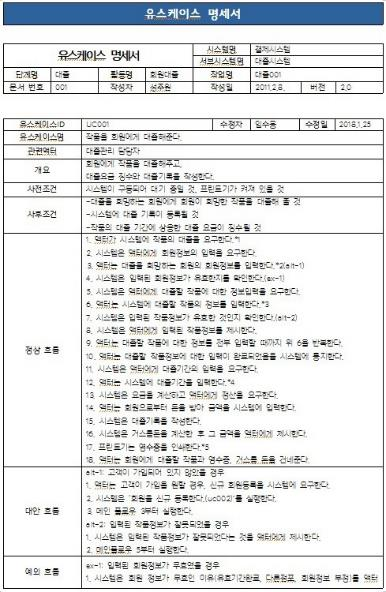 유스케이스 명세서
유스케이스 명세서
시스템명 결제시스템
서브시스템명 대출시스템
단계명 대출 활동명 회원대출 작업명 대출001
문서 번호 001 작성자 성주원 작성일 2011.2.8. 버전 2.0
유스케이스ID UC001 수정자 임수동 수정일 2018.1.25
유스케이스명 작품을 회원에게 대출해준다.
관련액터 대출관리 담당자
개요 회원에게 작품을 대출해주고,
대출요금 징수와 대출기록을 작성한다.
사전조건 시스템이 구동되어 대기 중일 것, 프린트기가 켜져 있을 것
사후조건 -대출을 희망하는 회원에게 회원이 희망한 작품을 대출해 줄 것
-시스템에 대출 기록이 등록될 것
-작품의 대출 기간에 상응한 대출 요금이 징수될 것
정상 흐름
1. 액터가 시스템에 작품의 대출을 요구한다.*1
2. 시스템은 액터에게 회원정보의 입력을 요구한다.
3. 액터는 대출을 희망하는 회원의 회원정보를 입력한다.*2(alt-1)
4. 시스템은 입력된 회원정보가 유효한지를 확인한다.(ex-1)
5. 시스템은 액터에게 대출할 작품에 대한 정보입력을 요구한다.
6. 액터는 시스템에 대출할 작품의 정보를 입력한다.*3
7. 시스템은 입력된 작품정보가 유효한 것인지 확인한다.(alt-2)
8. 시스템은 액터에게 입력된 작품정보를 제시한다.
9. 액터는 대출할 작품에 대한 정보를 전부 입력할 때까지 위 6을 반복한다.
10. 액터는 대출할 작품정보에 대한 입력이 완료되었음을 시스템에 통지한다.
11. 시스템은 액터에게 대출기간의 입력을 요구한다.
12. 액터는 시스템에 대출기간을 입력한다.*4
13. 시스템은 요금을 계산하고 액터에게 정산을 요구한다.
14. 액터는 회원으로부터 돈을 받아 금액을 시스템에 입력한다.
15. 시스템은 대출기록을 작성한다.
16. 시스템은 거스름돈을 계산한 후 그 금액을 액터에게 제시한다.
17. 프린트기는 영수증을 인쇄한다.*5
18. 액터는 회원에게 대출할 작품과 영수증, 거스름 돈을 건네준다.
대안 흐름
alt-1: 고객이 가입되어 있지 않았을 경우
1. 액터는 고객이 가입을 원할 경우, 신규 회원등록을 시스템에 요구한다.
2. 시스템은 '회원을 신규 등록한다.(uc002)'를 실행한다.
3. 메인 플로우 3부터 실행한다.
alt-2: 입력된 작품정보가 잘못되었을 경우
1. 시스템은 입력된 작품정보가 잘못되었다는 것을 액터에게 제시한다.
2. 메인플로우 5부터 실행한다.
예외 흐름
ex-1: 입력된 회원정보가 무효였을 경우
1. 시스템은 회원 정보가 무효인 이유(유효기간완료, 다른점포, 회원정보 부정)를 액터